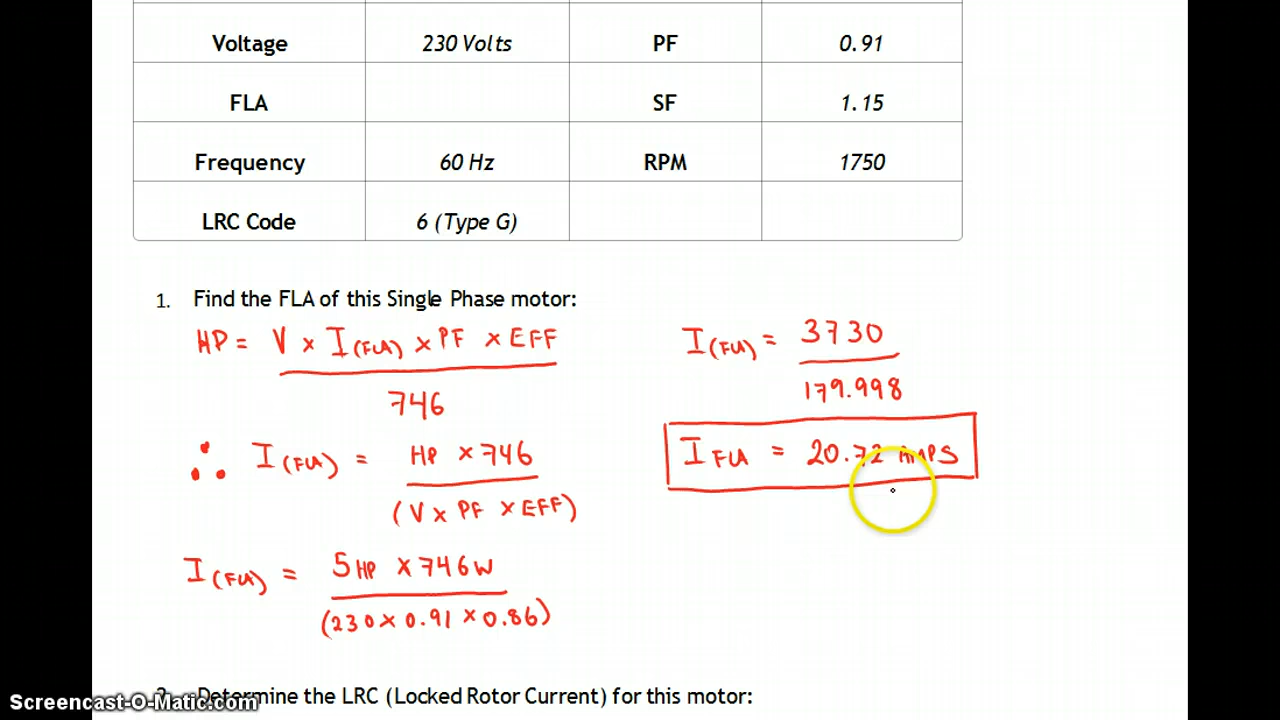 Voltage 230 Volts PF 0.91
FLA SF 1.15
Frequency 60 Hz RPM 1750
LRC Code 6 (Type G)
1. Find the FLA of this Single Phase motor:
HP = V x I(FLA) x PF x EFF
746
∴ I(FLA) = HP x 746
(V x PF x EFF)
I(FLA) = 5HP x 746W
(230 x 0.91 x 0.86)
I(FLA) = 3730
179.998
I FLA = 20.72 AMPS
2. Determine the LRC (Locked Rotor Current) for this motor:
Screencast-O-Matic.com